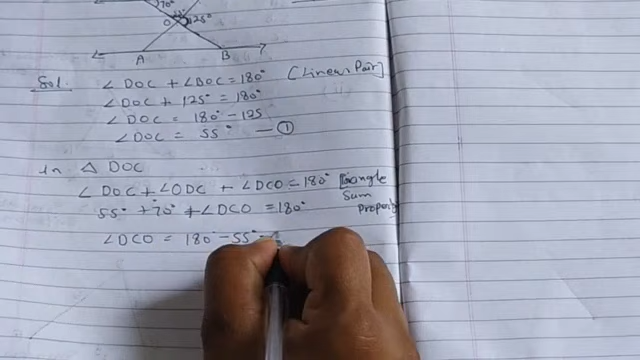 70°
O 125°
A B
Sol. ∠DOC + ∠BOC = 180° [Linear Pair]
∠DOC + 125° = 180°
∠DOC = 180° - 125
∠DOC = 55° — ①
In △ DOC
∠DOC + ∠ODC + ∠DCO = 180° [Triangle
Sum
55° + 70° + ∠DCO = 180° Property
∠DCO = 180° - 55° -